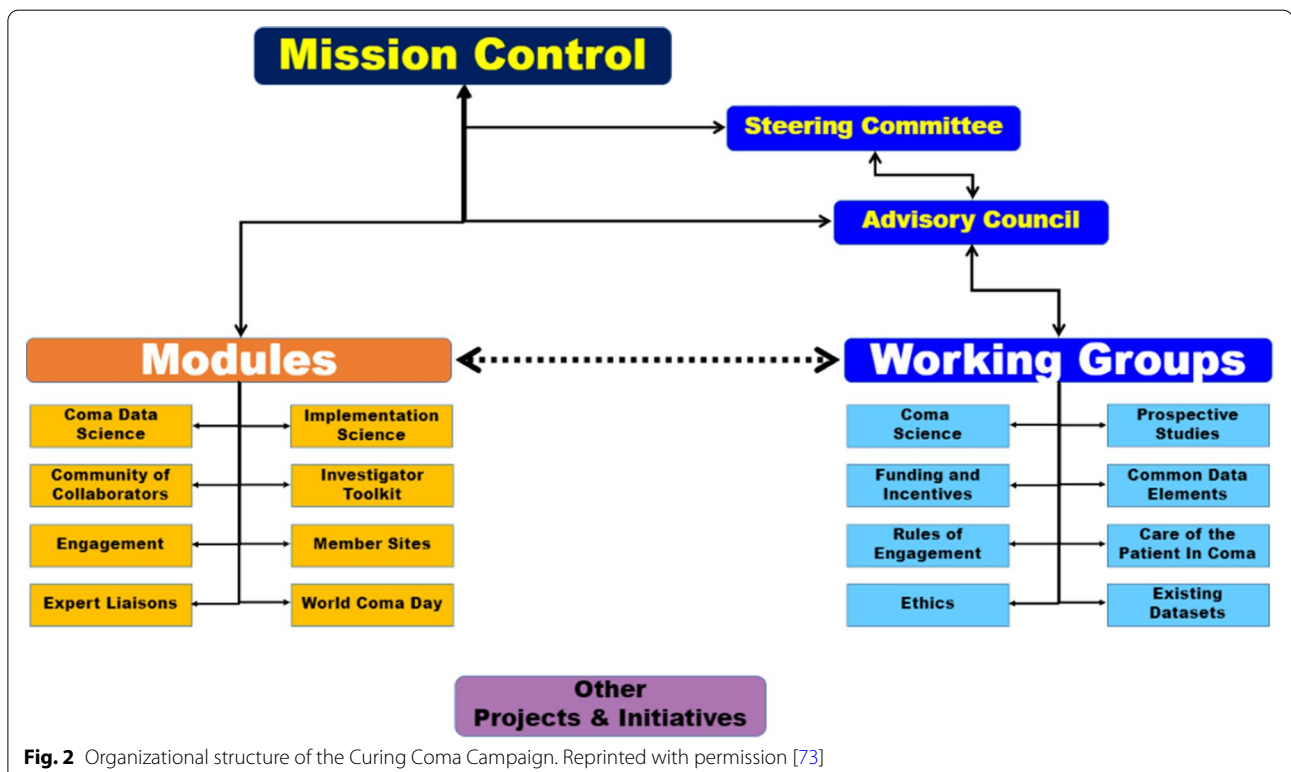 Mission Control
Steering Committee
Advisory Council
Modules
Coma Data
Science
Implementation
Science
Community of
Collaborators
Investigator
Toolkit
Engagement
Member Sites
Expert Liaisons
World Coma Day
Working Groups
Coma
Science
Prospective
Studies
Funding and
Incentives
Common Data
Elements
Rules of
Engagement
Care of the
Patient In Coma
Ethics
Existing
Datasets
Other
Projects & Initiatives
Fig. 2 Organizational structure of the Curing Coma Campaign. Reprinted with permission [73]